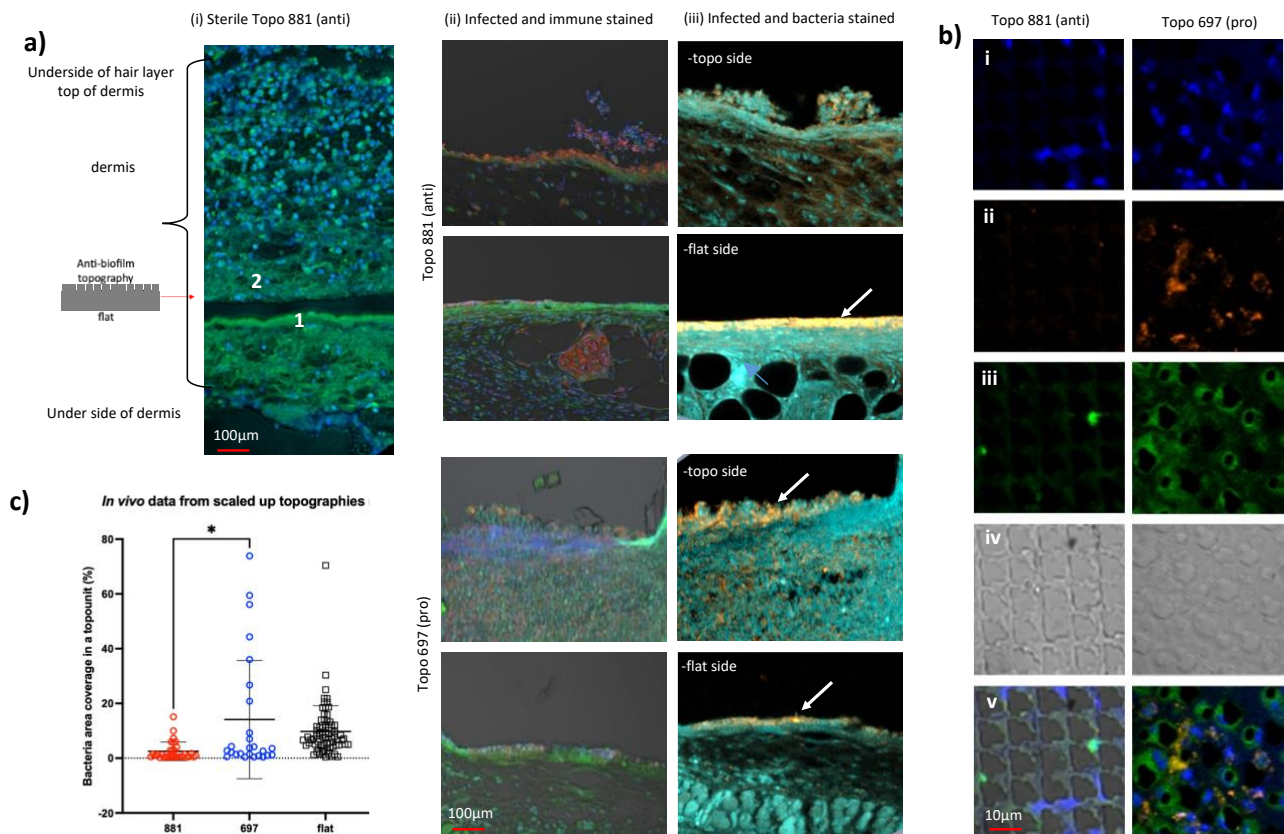 a)
(i) Sterile Topo 881 (anti)
(ii) Infected and immune stained
(iii) Infected and bacteria stained
Underside of hair layer
top of dermis
dermis
Anti-biofilm
topography
flat
2
1
Under side of dermis
100µm
Topo 881 (anti)
-topo side
-flat side
Topo 697 (pro)
-topo side
-flat side
100µm
b)
Topo 881 (anti)
Topo 697 (pro)
i
ii
iii
iv
v
10µm
c)
In vivo data from scaled up topographies
*
Bacteria area coverage in a topounit (%)
80
60
40
20
0
-20
881
697
flat